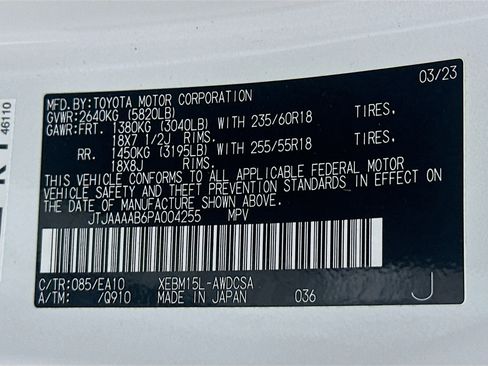 03/23
MFD.BY:TOYOTA MOTOR CORPORATION
GVWR:2640KG (5820LB)
GAWR:FRT. 1380KG (3040LB) WITH 235/60R18 TIRES.
18X7 1/2J RIMS.
RR. 1450KG (3195LB) WITH 255/55R18 TIRES.
18X8J RIMS.
THIS VEHICLE CONFORMS TO ALL APPLICABLE FEDERAL MOTOR
VEHICLE SAFETY AND THEFT PREVENTION STANDARDS IN EFFECT ON
THE DATE OF MANUFACTURE SHOWN ABOVE.
JTJAAAAB6PA004255 MPV
C/TR:085/EA10 XEBM15L-AWDCSA
A/TM: /Q910 MADE IN JAPAN 036 J
46110